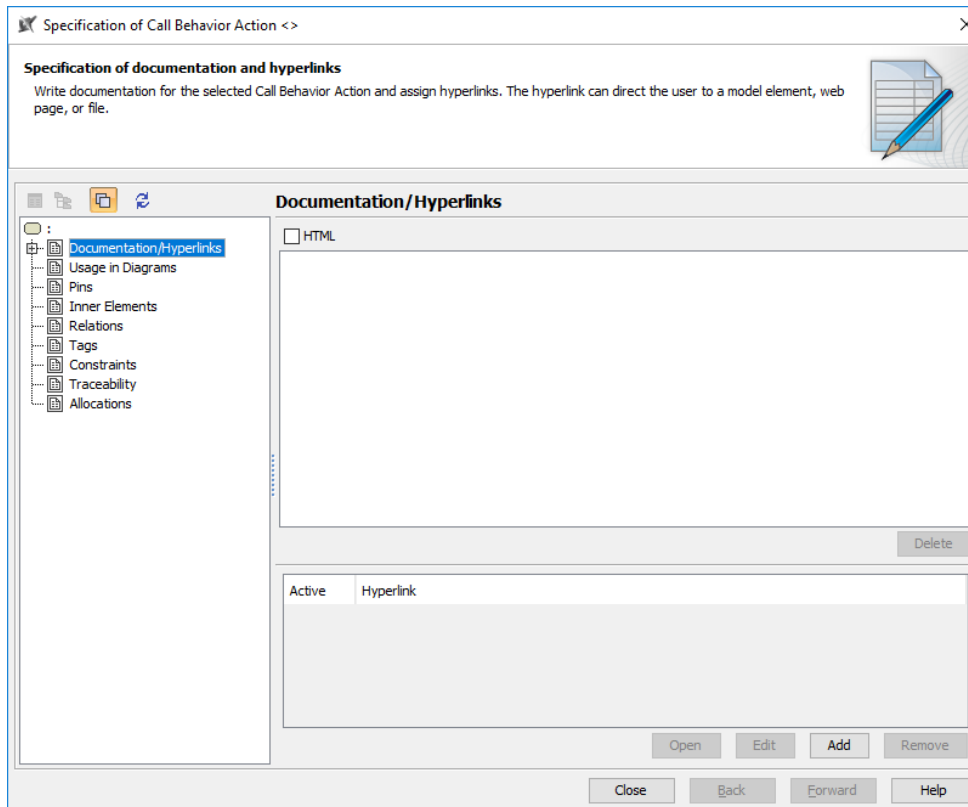 Specification of Call Behavior Action <>
Specification of documentation and hyperlinks
Write documentation for the selected Call Behavior Action and assign hyperlinks. The hyperlink can direct the user to a model element, web
page, or file.
Documentation/Hyperlinks
:
HTML
Documentation/Hyperlinks
Usage in Diagrams
Pins
Inner Elements
Relations
Tags
Constraints
Traceability
Allocations
Delete
Active Hyperlink
Open Edit Add Remove
Close Back Forward Help